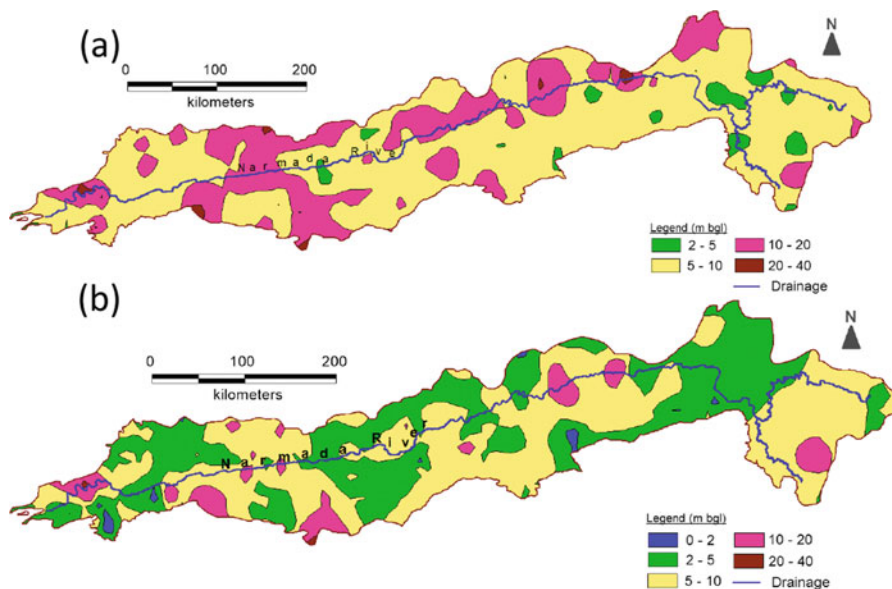 (a)
N
0 100 200
kilometers
Narmada Rive
Legend (m bgl)
2 - 5 10 - 20
5 - 10 20 - 40
Drainage
(b)
N
0 100 200
kilometers
Narmada River
Legend (m bgl)
0 - 2 10 - 20
2 - 5 20 - 40
5 - 10 Drainage